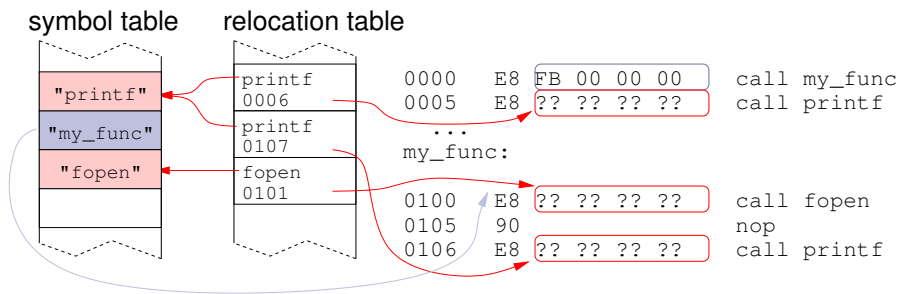 symbol table
relocation table
"printf"
"my_func"
"fopen"
printf
0006
printf
0107
fopen
0101
0000 E8 FB 00 00 00 call my_func
0005 E8 ?? ?? ?? ?? call printf
...
my_func:
0100 E8 ?? ?? ?? ?? call fopen
0105 90 nop
0106 E8 ?? ?? ?? ?? call printf